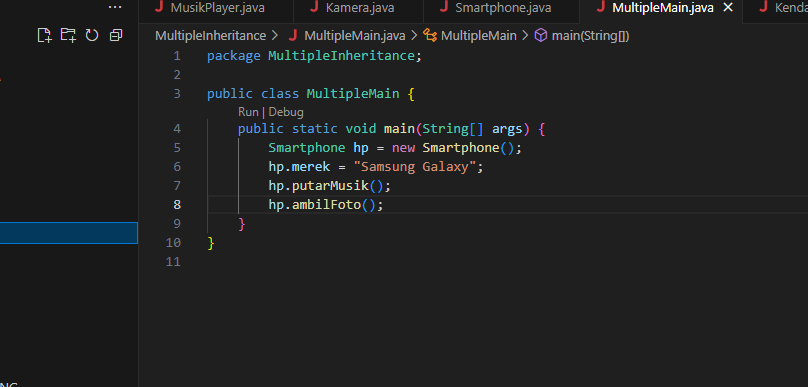 MusikPlayer.java Kamera.java Smartphone.java MultipleMain.java
MultipleInheritance > MultipleMain.java > MultipleMain > main(String[])
1 package MultipleInheritance;
2
3 public class MultipleMain {
Run | Debug
4 public static void main(String[] args) {
5 Smartphone hp = new Smartphone();
6 hp.merek = "Samsung Galaxy";
7 hp.putarMusik();
8 hp.ambilFoto();
9 }
10 }
11